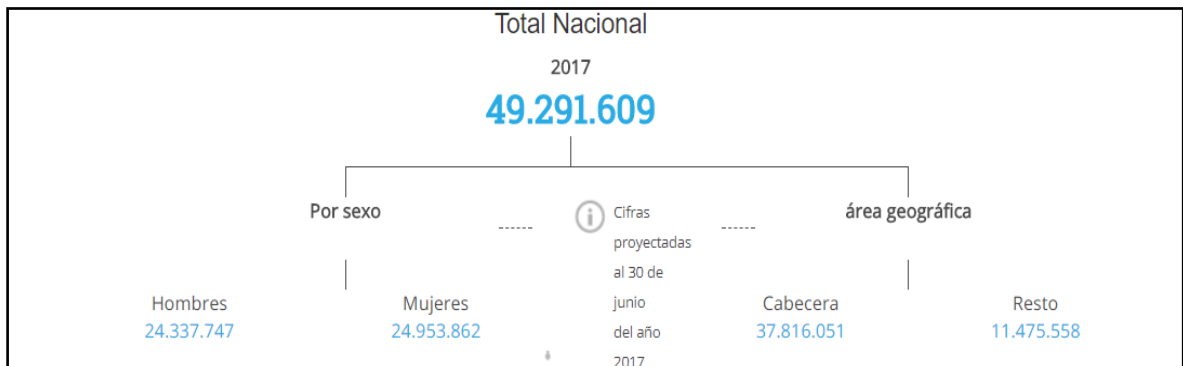 Total Nacional
2017
49.291.609
Por sexo
Cifras
proyectadas
al 30 de
junio
del año
2017
área geográfica
Hombres
24.337.747
Mujeres
24.953.862
Cabecera
37.816.051
Resto
11.475.558